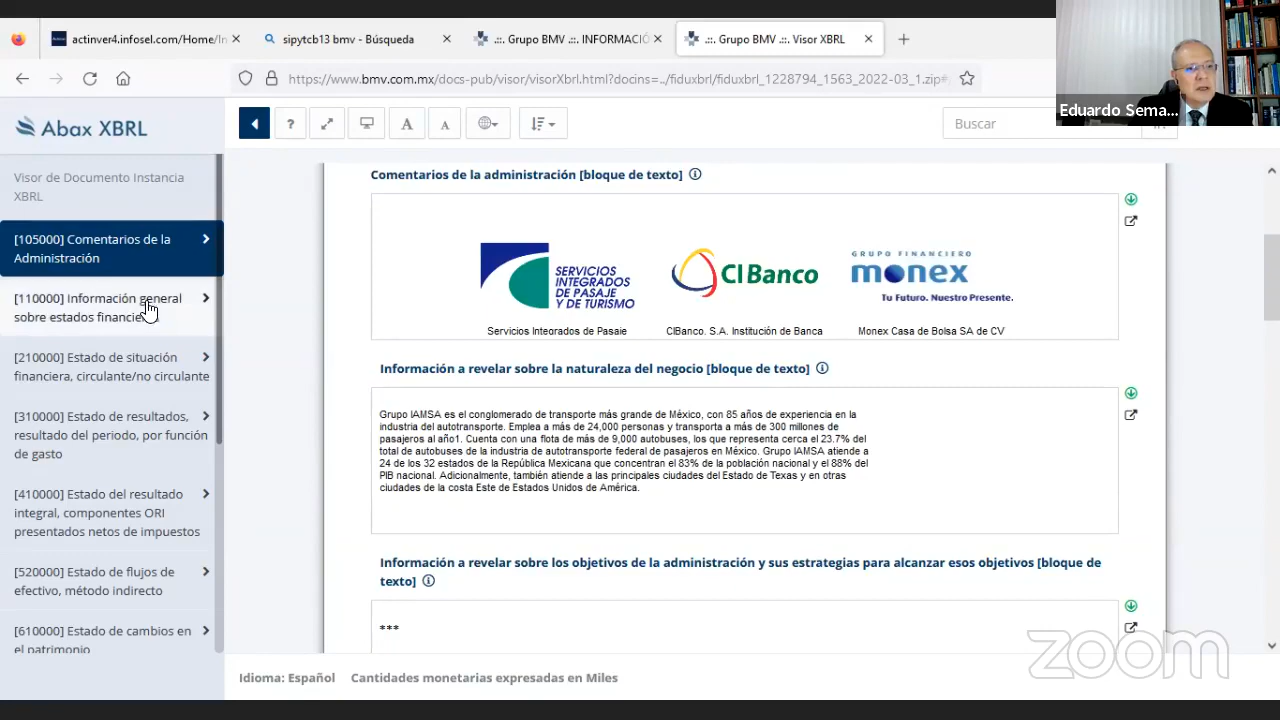 actinver4.infosel.com/Home/In
sipytcb13 bmv - Búsqueda
.::. Grupo BMV .::. INFORMACIÓ
.::. Grupo BMV .::. Visor XBRL
https://www.bmv.com.mx/docs-pub/visor/visorXbrl.html?docins=../fiduxbrl/fiduxbrl_1228794_1563_2022-03_1.zip#
Eduardo Sema...
Abax XBRL
?
A
A
Buscar
Visor de Documento Instancia
XBRL
[105000] Comentarios de la
Administración
[110000] Información general
sobre estados financie
[210000] Estado de situación
financiera, circulante/no circulante
[310000] Estado de resultados,
resultado del periodo, por función
de gasto
[410000] Estado del resultado
integral, componentes ORI
presentados netos de impuestos
[520000] Estado de flujos de
efectivo, método indirecto
[610000] Estado de cambios en
el patrimonio
Comentarios de la administración [bloque de texto]
SERVICIOS
INTEGRADOS
DE PASAJE
Y DE TURISMO
CIBanco
GRUPO FINANCIERO
monex
Tu Futuro. Nuestro Presente.
Servicios Integrados de Pasaje
CIBanco. S.A. Institución de Banca
Monex Casa de Bolsa SA de CV
Información a revelar sobre la naturaleza del negocio [bloque de texto]
Grupo IAMSA es el conglomerado de transporte más grande de México, con 85 años de experiencia en la
industria del autotransporte. Emplea a más de 24,000 personas y transporta a más de 300 millones de
pasajeros al año1. Cuenta con una flota de más de 9,000 autobuses, los que representa cerca el 23.7% del
total de autobuses de la industria de autotransporte federal de pasajeros en México. Grupo IAMSA atiende a
24 de los 32 estados de la República Mexicana que concentran el 83% de la población nacional y el 88% del
PIB nacional. Adicionalmente, también atiende a las principales ciudades del Estado de Texas y en otras
ciudades de la costa Este de Estados Unidos de América.
Información a revelar sobre los objetivos de la administración y sus estrategias para alcanzar esos objetivos [bloque de
texto]
***
zoom
Idioma: Español
Cantidades monetarias expresadas en Miles